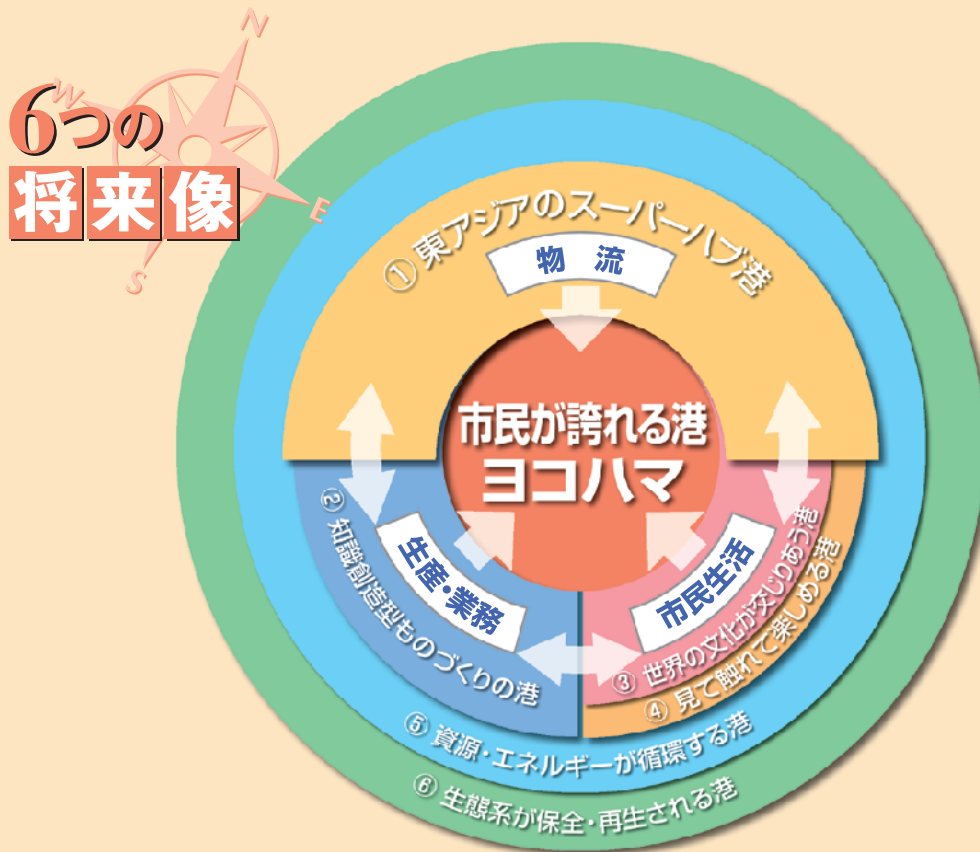 N
W
E
S
6つの
将来像
① 東アジアのスーパーハブ港
物 流
市民が誇れる港
ヨコハマ
② 知識創造型ものづくりの港
生産・業務
市民生活
③ 世界の文化が交じりあう港
④ 見て触れて楽しめる港
⑤ 資源・エネルギーが循環する港
⑥ 生態系が保全・再生される港